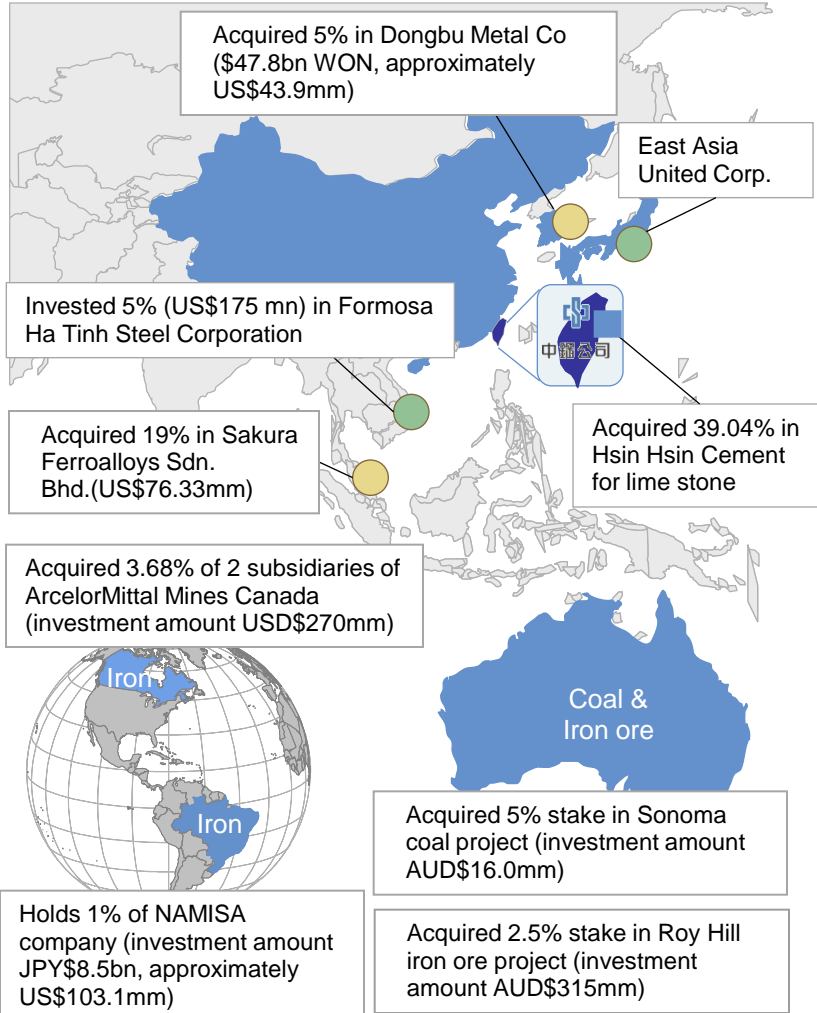 Acquired 5% in Dongbu Metal Co
($47.8bn WON, approximately
US$43.9mm)
East Asia
United Corp.
Invested 5% (US$175 mn) in Formosa
Ha Tinh Steel Corporation
中鋼公司
Acquired 19% in Sakura
Ferroalloys Sdn.
Bhd.(US$76.33mm)
Acquired 39.04% in
Hsin Hsin Cement
for lime stone
Acquired 3.68% of 2 subsidiaries of
ArcelorMittal Mines Canada
(investment amount USD$270mm)
Iron
Iron
Coal &
Iron ore
Acquired 5% stake in Sonoma
coal project (investment amount
AUD$16.0mm)
Holds 1% of NAMISA
company (investment amount
JPY$8.5bn, approximately
US$103.1mm)
Acquired 2.5% stake in Roy Hill
iron ore project (investment
amount AUD$315mm)